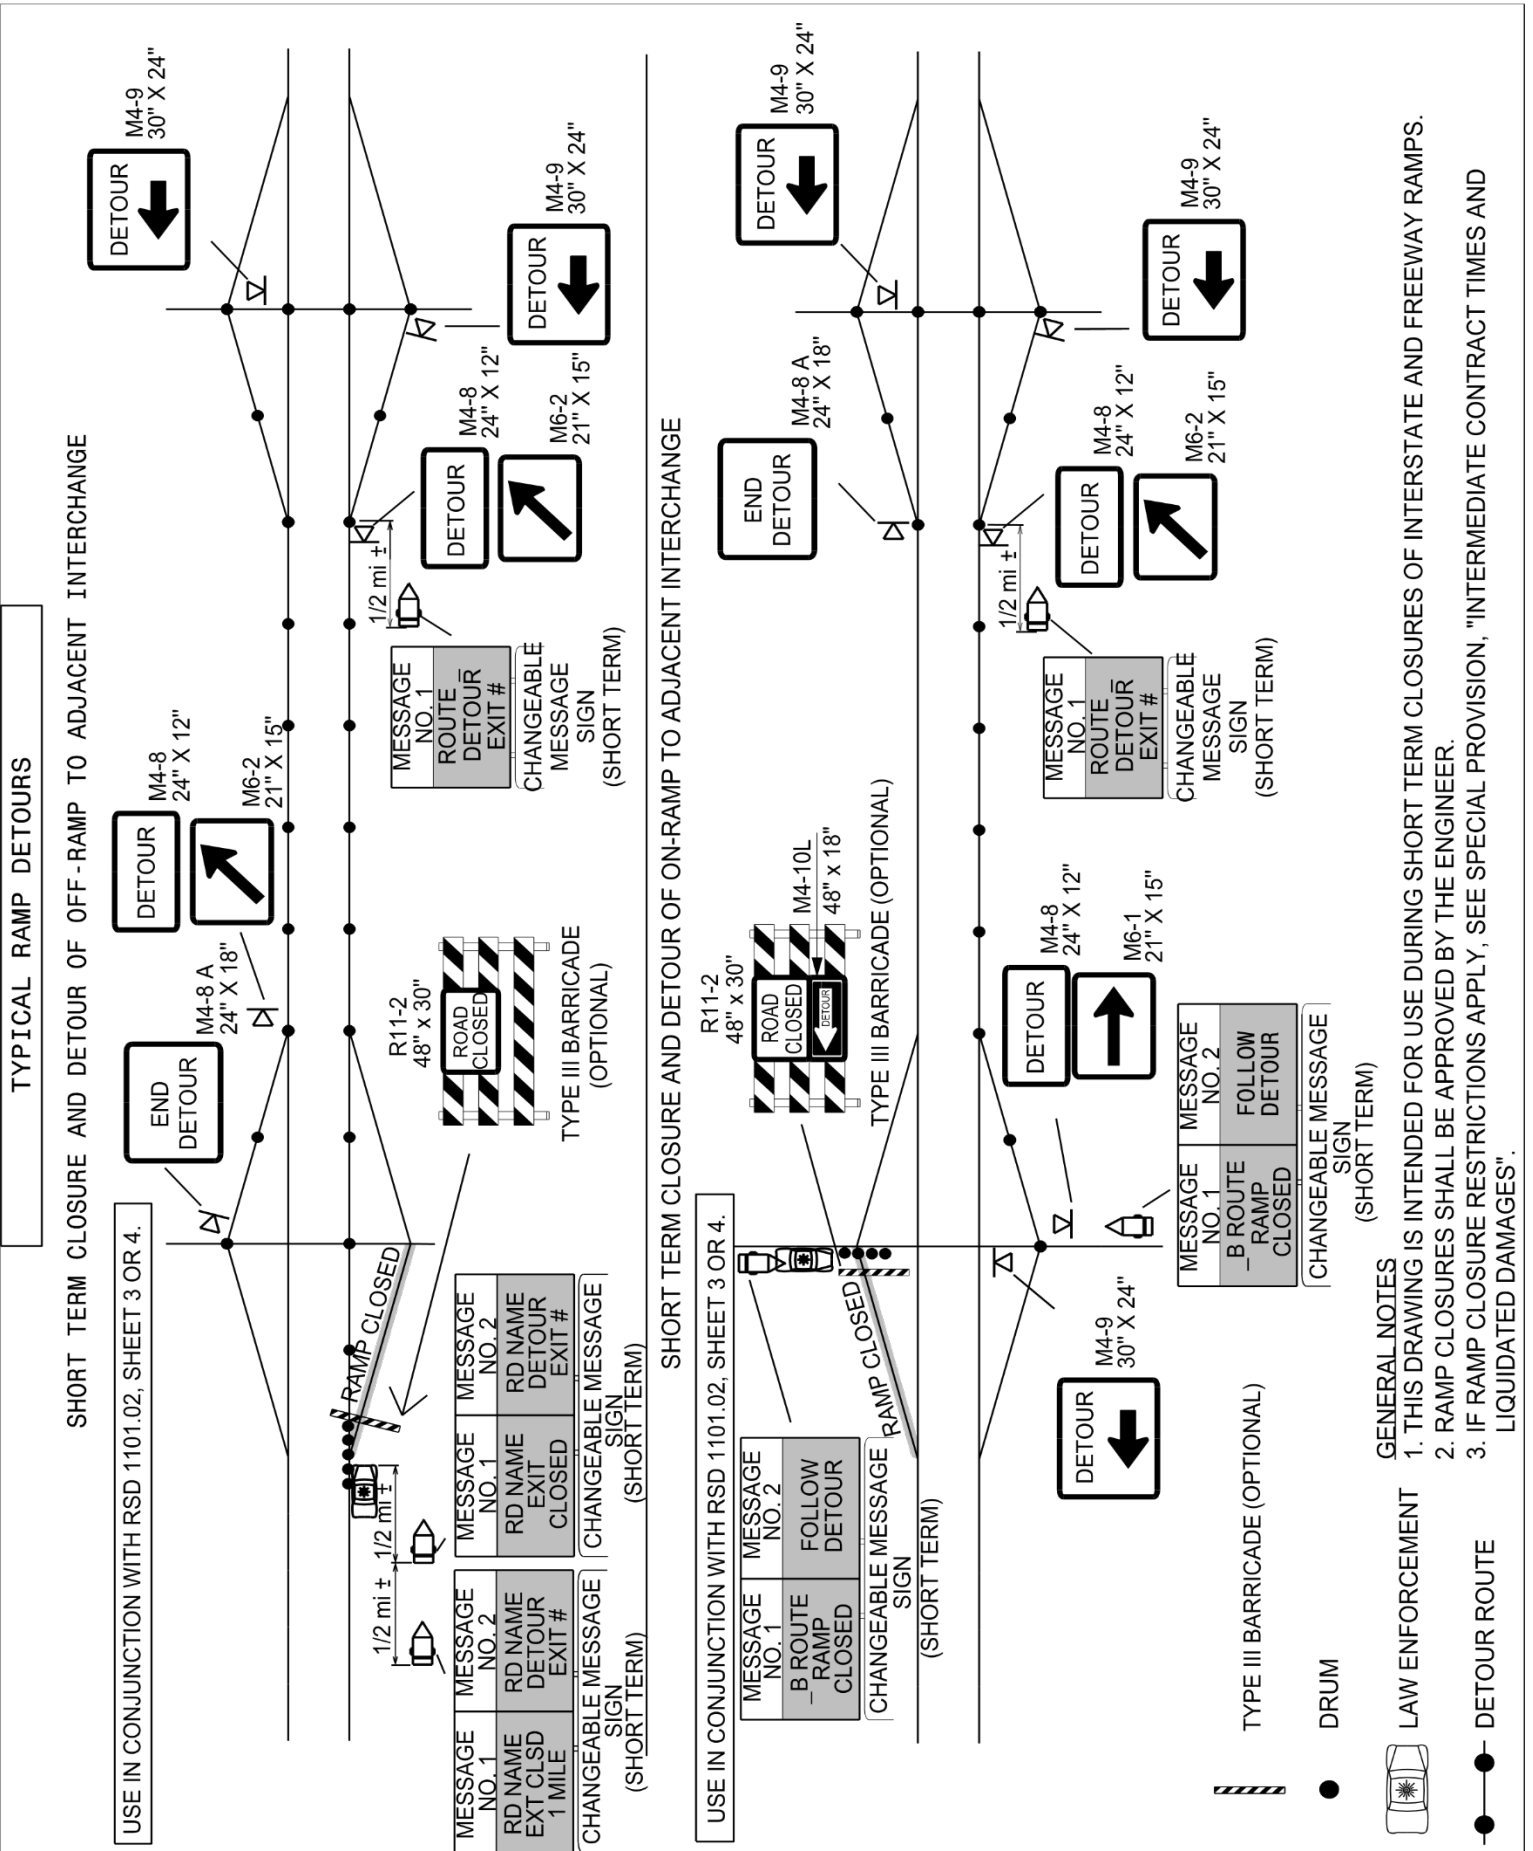 TYPICAL RAMP DETOURS
SHORT TERM CLOSURE AND DETOUR OF OFF-RAMP TO ADJACENT INTERCHANGE
USE IN CONJUNCTION WITH RSD 1101.02, SHEET 3 OR 4.
END
DETOUR
M4-8 A
24" X 18"
DETOUR
M4-8
24" X 12"
M6-2
21" X 15"
DETOUR
M4-9
30" X 24"
RAMP CLOSED
1/2 mi ±
1/2 mi ±
MESSAGE
NO. 1
RD NAME
EXT CLSD
1 MILE
MESSAGE
NO. 2
RD NAME
DETOUR
EXIT #
CHANGEABLE MESSAGE
SIGN
(SHORT TERM)
MESSAGE
NO. 1
RD NAME
EXIT
CLOSED
MESSAGE
NO. 2
RD NAME
DETOUR
EXIT #
CHANGEABLE MESSAGE
SIGN
(SHORT TERM)
R11-2
48" x 30"
ROAD
CLOSED
TYPE III BARRICADE
(OPTIONAL)
1/2 mi ±
MESSAGE
NO. 1
ROUTE
DETOUR_
EXIT #
CHANGEABLE
MESSAGE
SIGN
(SHORT TERM)
DETOUR
M4-8
24" X 12"
M6-2
21" X 15"
DETOUR
M4-9
30" X 24"
SHORT TERM CLOSURE AND DETOUR OF ON-RAMP TO ADJACENT INTERCHANGE
USE IN CONJUNCTION WITH RSD 1101.02, SHEET 3 OR 4.
MESSAGE
NO. 1
_B ROUTE
RAMP
CLOSED
MESSAGE
NO. 2
FOLLOW
DETOUR
CHANGEABLE MESSAGE
SIGN
(SHORT TERM)
RAMP CLOSED
R11-2
48" x 30"
ROAD
CLOSED
DETOUR
M4-10L
48" x 18"
TYPE III BARRICADE (OPTIONAL)
END
DETOUR
M4-8 A
24" X 18"
DETOUR
M4-9
30" X 24"
DETOUR
M4-9
30" X 24"
MESSAGE
NO. 1
_B ROUTE
RAMP
CLOSED
MESSAGE
NO. 2
FOLLOW
DETOUR
CHANGEABLE MESSAGE
SIGN
(SHORT TERM)
DETOUR
M4-8
24" X 12"
M6-1
21" X 15"
1/2 mi ±
MESSAGE
NO. 1
ROUTE
DETOUR_
EXIT #
CHANGEABLE
MESSAGE
SIGN
(SHORT TERM)
DETOUR
M4-8
24" X 12"
M6-2
21" X 15"
DETOUR
M4-9
30" X 24"
TYPE III BARRICADE (OPTIONAL)
DRUM
LAW ENFORCEMENT
DETOUR ROUTE
GENERAL NOTES
1. THIS DRAWING IS INTENDED FOR USE DURING SHORT TERM CLOSURES OF INTERSTATE AND FREEWAY RAMPS.
2. RAMP CLOSURES SHALL BE APPROVED BY THE ENGINEER.
3. IF RAMP CLOSURE RESTRICTIONS APPLY, SEE SPECIAL PROVISION, "INTERMEDIATE CONTRACT TIMES AND
LIQUIDATED DAMAGES".